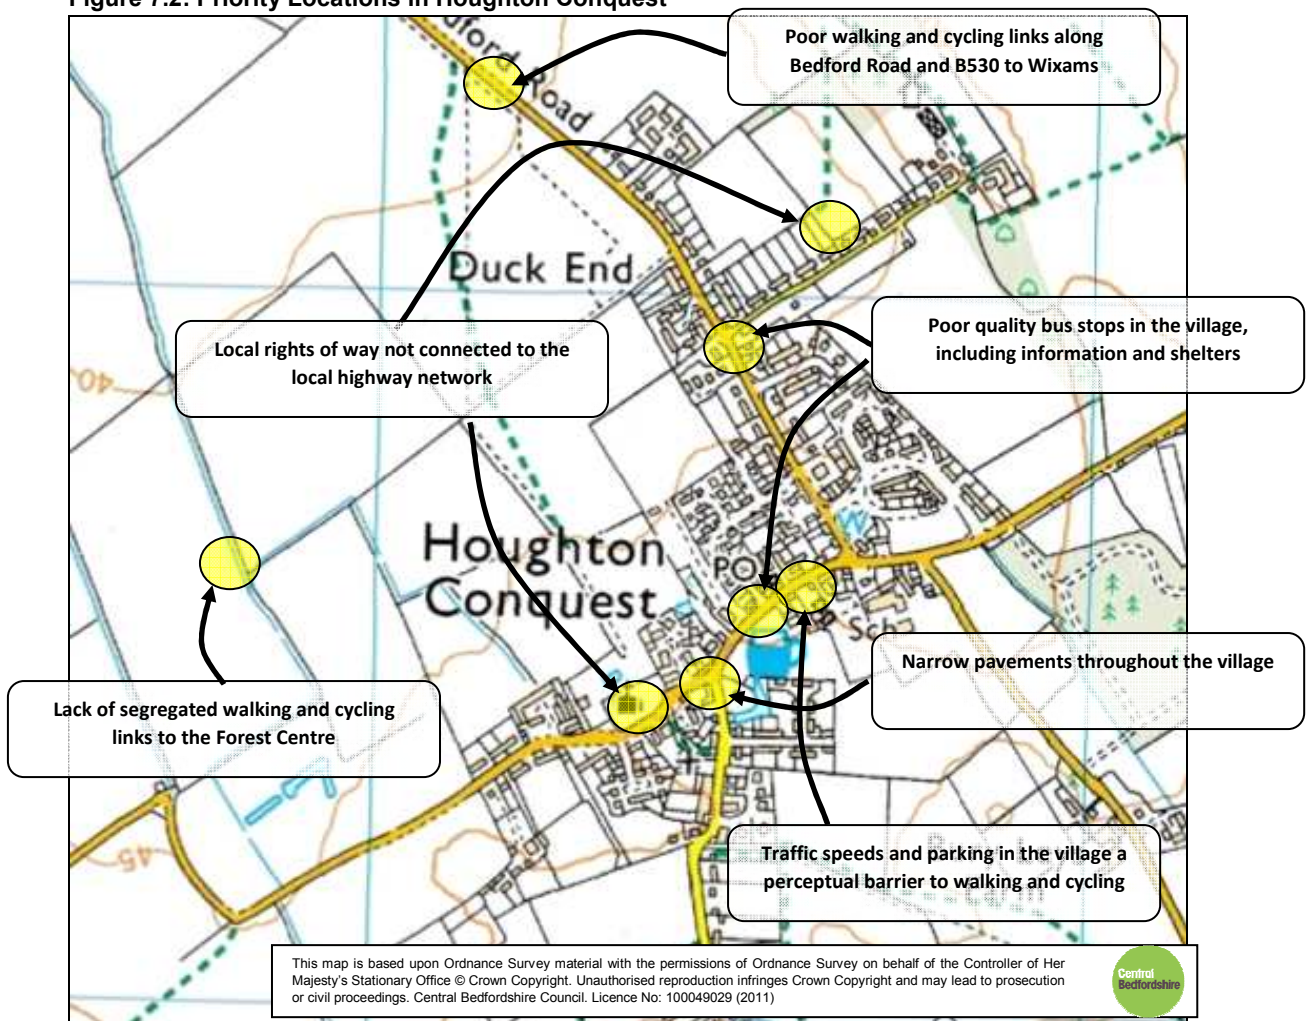 Figure 7.2: Priority Locations in Houghton Conquest
Poor walking and cycling links along
Bedford Road and B530 to Wixams
dford Road
Duck End
Local rights of way not connected to the
local highway network
Poor quality bus stops in the village,
including information and shelters
40
Houghton
Conquest
PO
W
Sch
Narrow pavements throughout the village
Lack of segregated walking and cycling
links to the Forest Centre
45
Traffic speeds and parking in the village a
perceptual barrier to walking and cycling
This map is based upon Ordnance Survey material with the permissions of Ordnance Survey on behalf of the Controller of Her
Majesty's Stationary Office © Crown Copyright. Unauthorised reproduction infringes Crown Copyright and may lead to prosecution
or civil proceedings. Central Bedfordshire Council. Licence No: 100049029 (2011)
Central
Bedfordshire